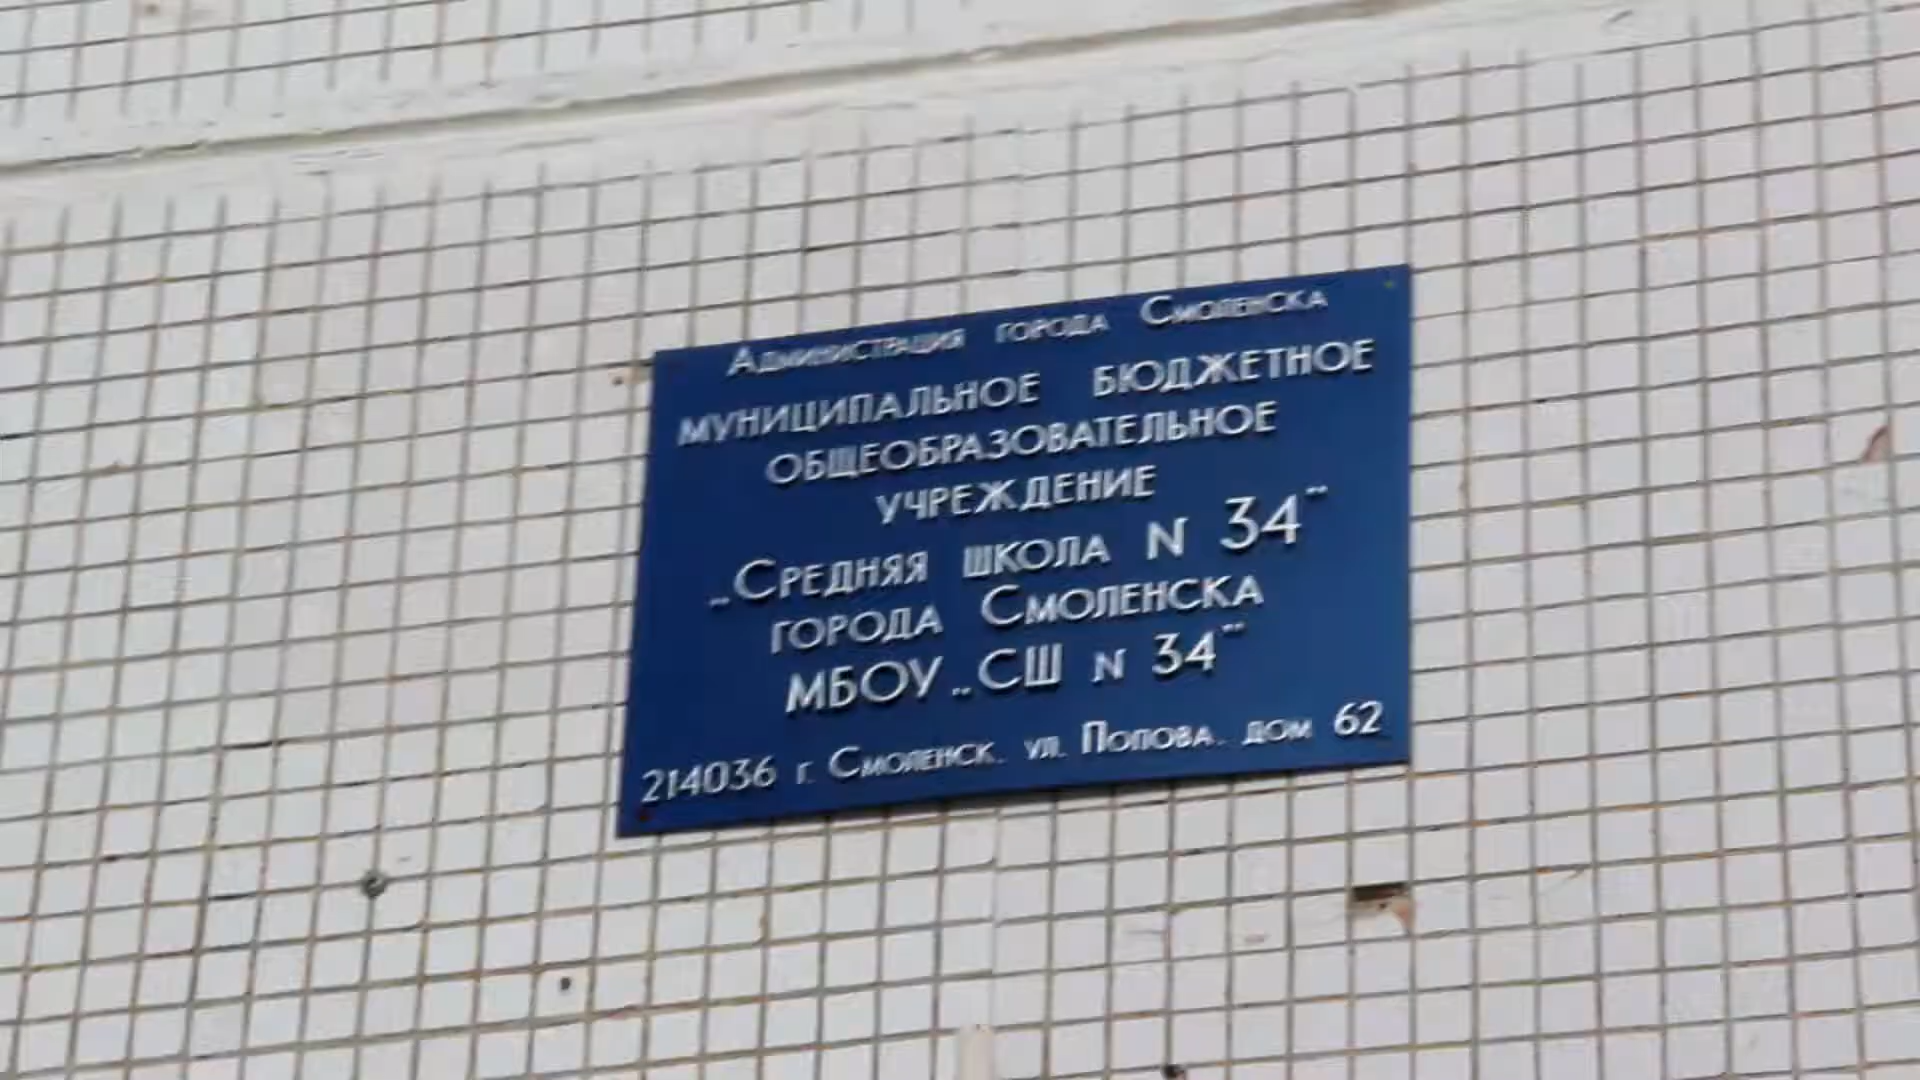 Администрация города Смоленска
МУНИЦИПАЛЬНОЕ БЮДЖЕТНОЕ
ОБЩЕОБРАЗОВАТЕЛЬНОЕ
УЧРЕЖДЕНИЕ
„Средняя школа N 34"
города Смоленска
МБОУ „СШ N 34"
214036 г. Смоленск. ул. Попова. дом 62